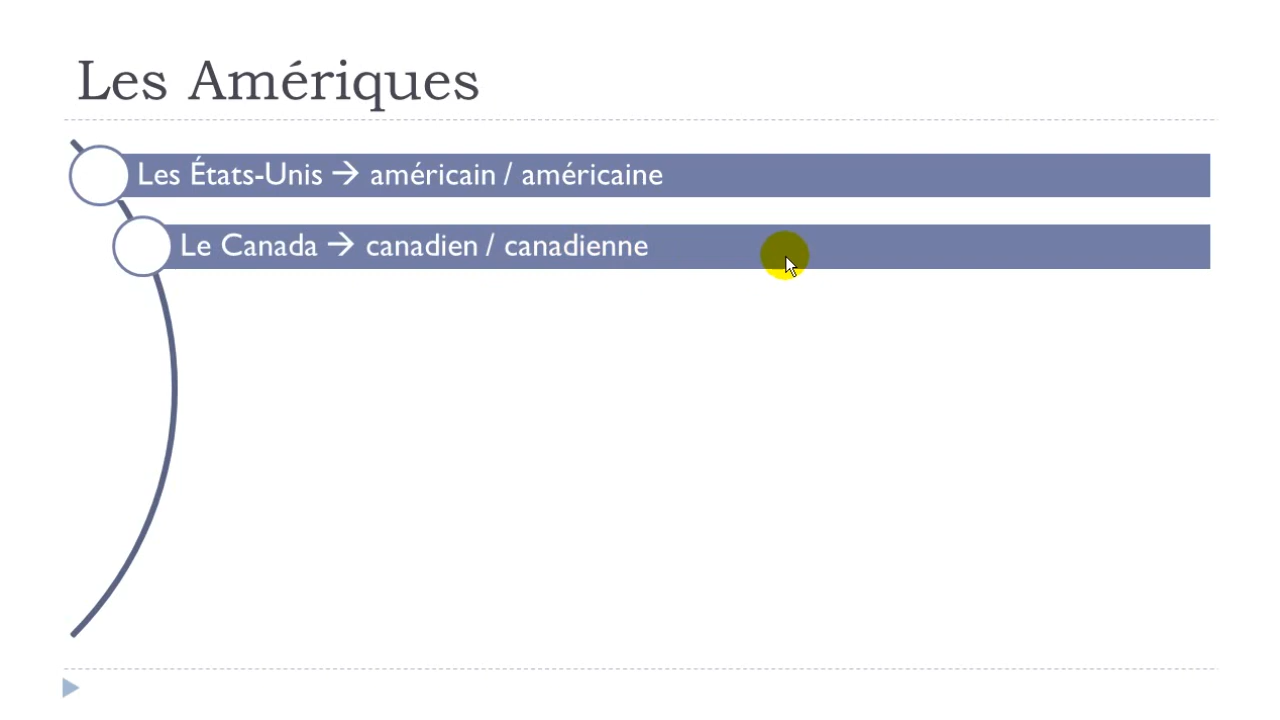 Les Amériques
Les États-Unis → américain / américaine
Le Canada → canadien / canadienne